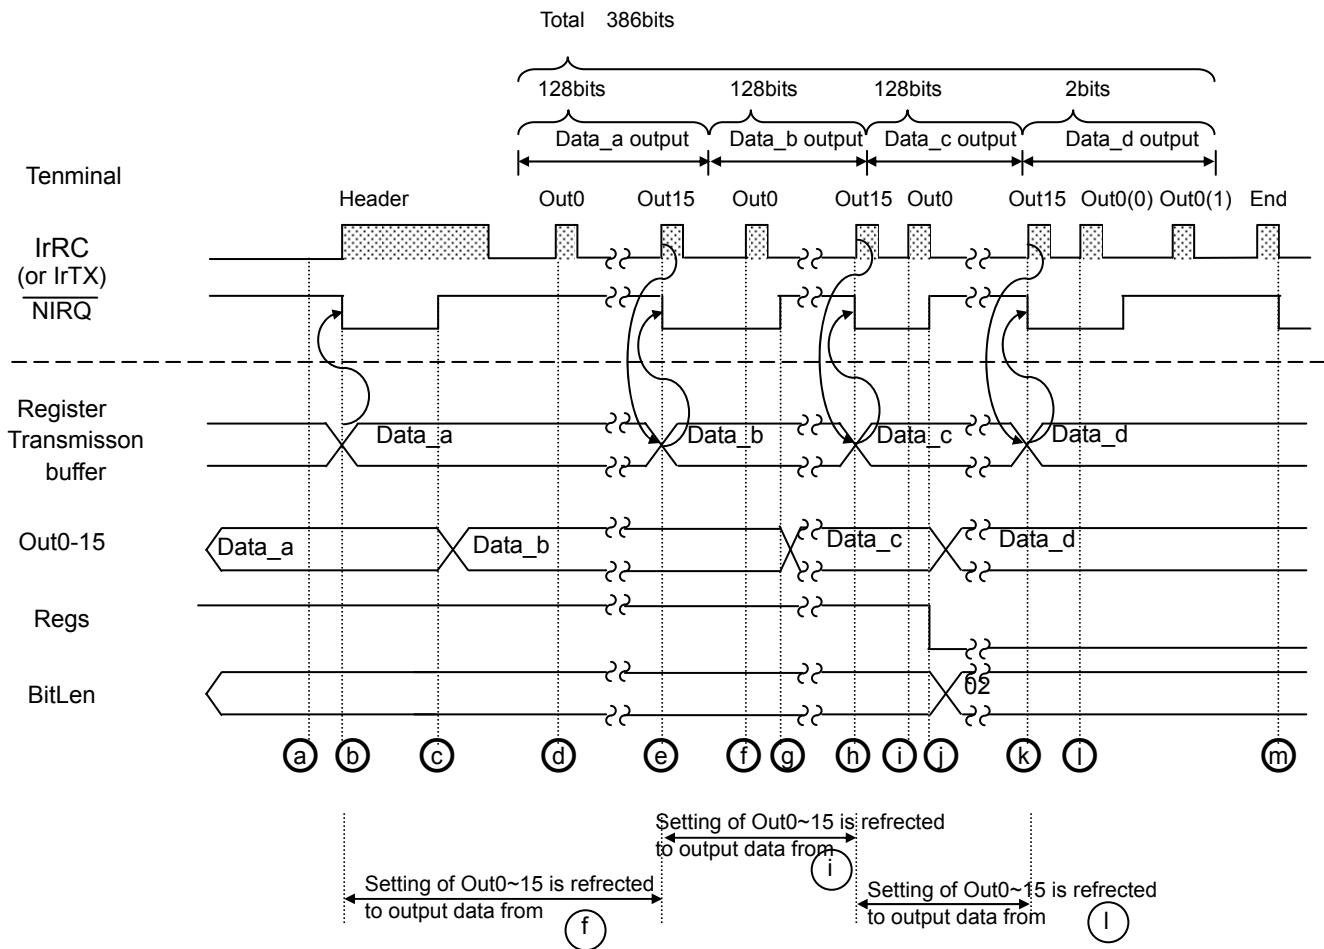 Total 386bits
128bits 128bits 128bits 2bits
Data_a output Data_b output Data_c output Data_d output
Tenminal
Header Out0 Out15 Out0 Out15 Out0 Out15 Out0(0) Out0(1) End
IrRC
(or IrTX)
NIRQ
Register
Transmisson
buffer
Data_a Data_b Data_c Data_d
Out0-15
Data_a Data_b Data_c Data_d
Regs
BitLen
02
a b c d e f g h i j k l m
Setting of Out0~15 is refrected
to output data from
i
Setting of Out0~15 is refrected
to output data from
f
Setting of Out0~15 is refrected
to output data from
l